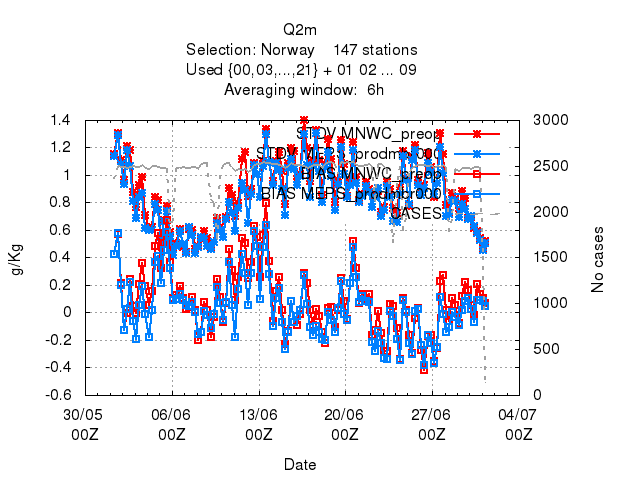 Q2m
Selection: Norway 147 stations
Used {00,03,...,21} + 01 02 ... 09
Averaging window: 6h
STDV MNWC_preop
STDV MEPS_prodmbr000
BIAS MNWC_preop
BIAS MEPS_prodmbr000
CASES
1.4
1.2
1
0.8
0.6
0.4
0.2
0
-0.2
-0.4
-0.6
g/Kg
3000
2500
2000
1500
1000
500
0
No cases
30/05 06/06 13/06 20/06 27/06 04/07
00Z 00Z 00Z 00Z 00Z 00Z
Date